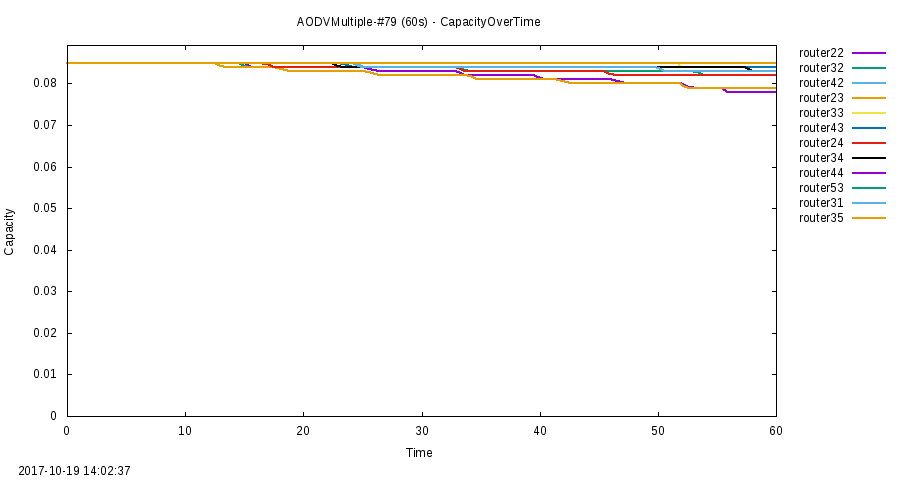 AODVMultiple-#79 (60s) - CapacityOverTime
router22
router32
router42
router23
router33
router43
router24
router34
router44
router53
router31
router35
0.08
0.07
0.06
0.05
0.04
0.03
0.02
0.01
0
Capacity
0 10 20 30 40 50 60
Time
2017-10-19 14:02:37